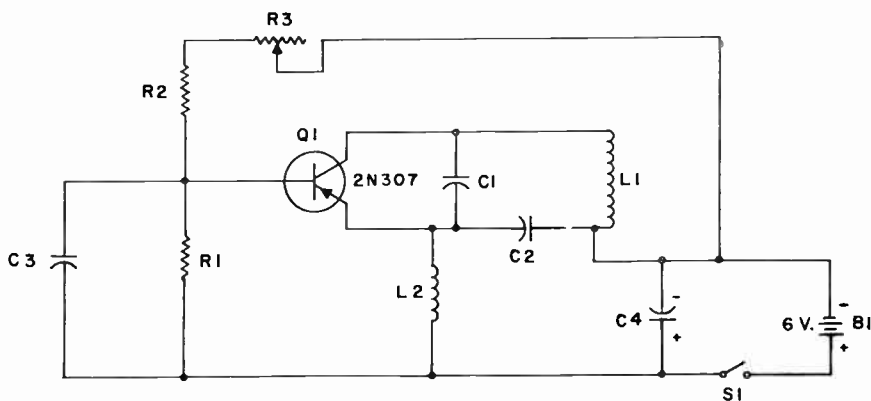 R3
R2
Q1
2N307
C1
L1
C3
R1
C2
L2
-
C4
+
-
6 V.
B1
+
S1